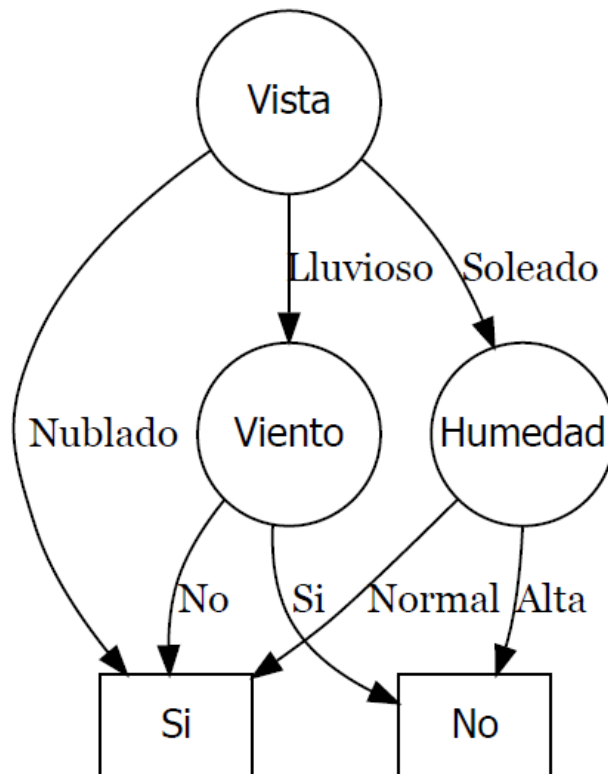 Vista
Lluvioso Soleado
Nublado Viento Humedad
No Si Normal Alta
Si No